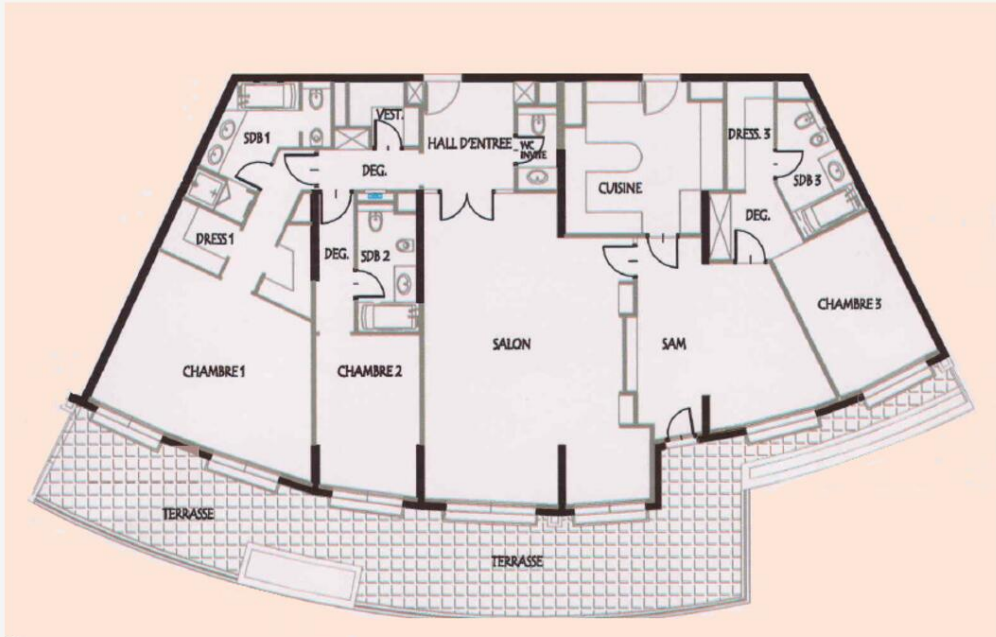 VEST.
SDB 1
HALL D'ENTREE
WC
INVITE
DRESS. 3
DEG.
CUISINE
SDB 3
DEG.
DRESS 1
DEG.
SDB 2
CHAMBRE 3
SALON
SAM
CHAMBRE 1
CHAMBRE 2
TERRASSE
TERRASSE